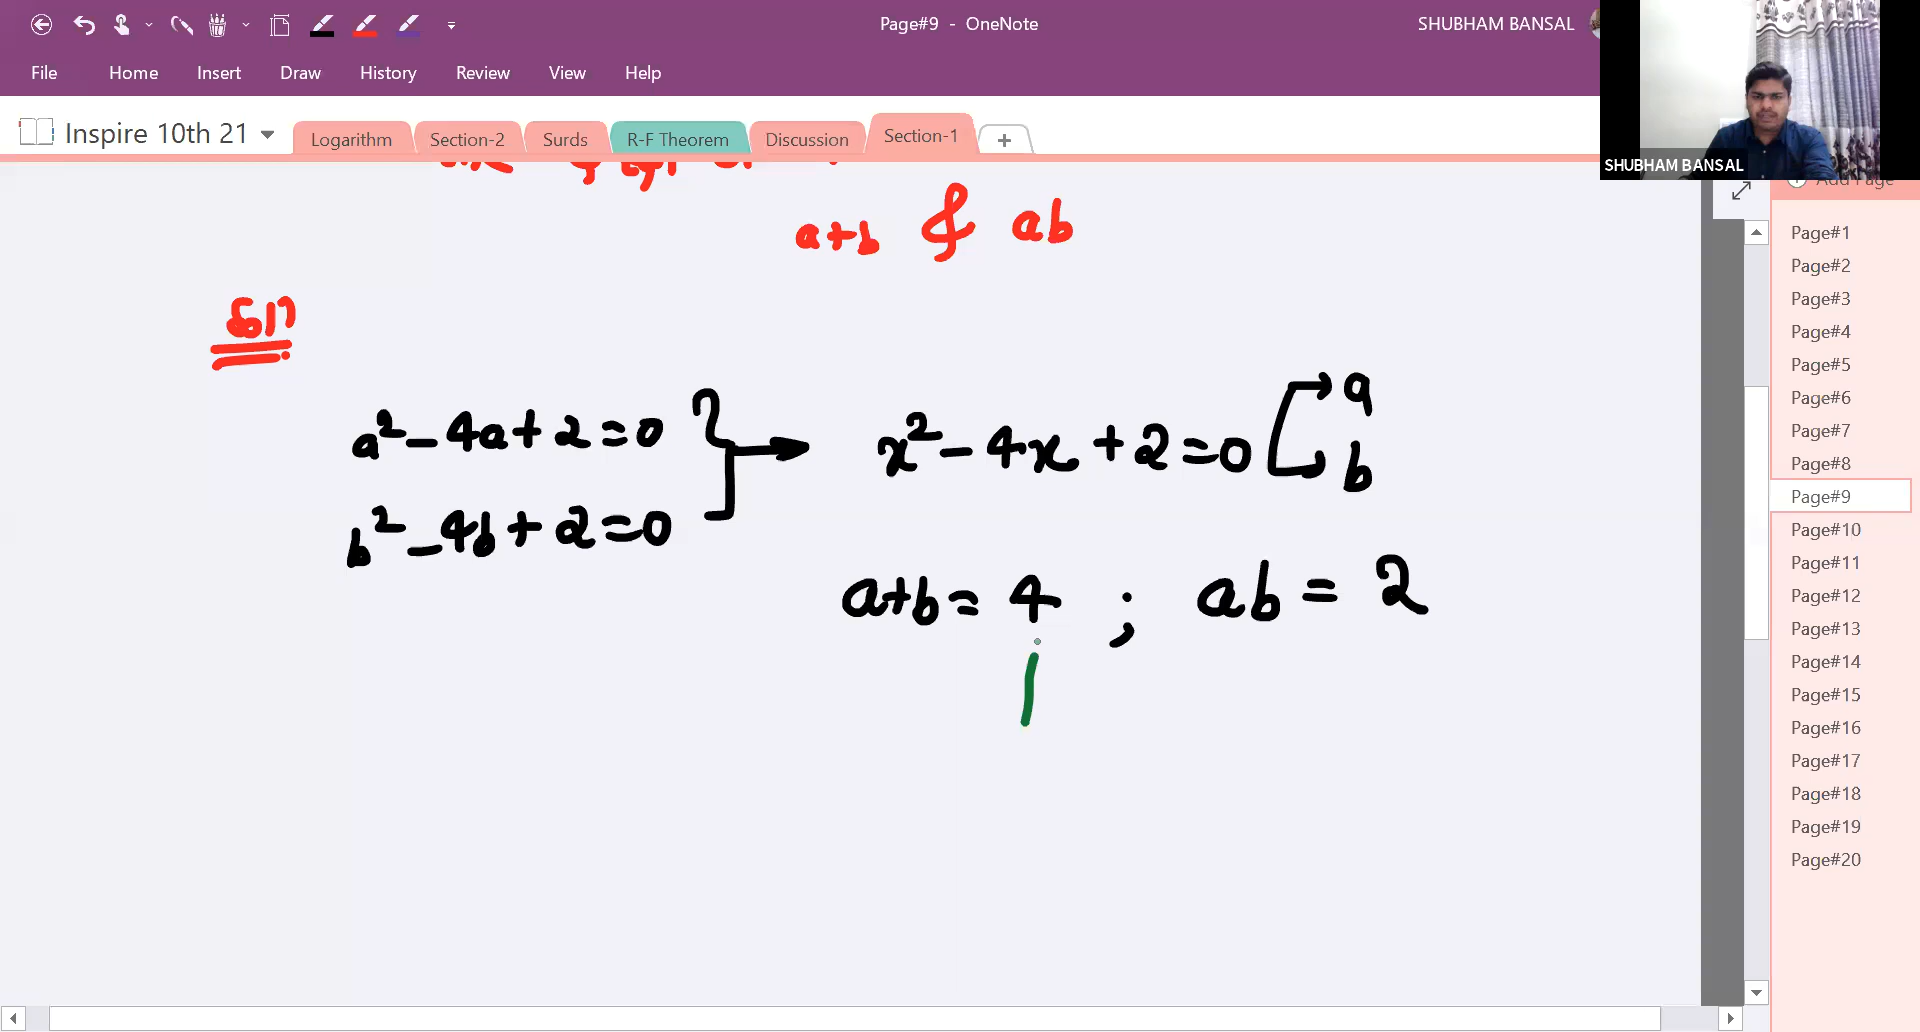 Page#9 - OneNote
SHUBHAM BANSAL
File Home Insert Draw History Review View Help
Inspire 10th 21
Logarithm Section-2 Surds R-F Theorem Discussion Section-1 +
SHUBHAM BANSAL
Add Page
a+b & ab
Sol^n
a² - 4a + 2 = 0
b² - 4b + 2 = 0
x² - 4x + 2 = 0
a
b
a+b = 4 ; ab = 2
Page#1
Page#2
Page#3
Page#4
Page#5
Page#6
Page#7
Page#8
Page#9
Page#10
Page#11
Page#12
Page#13
Page#14
Page#15
Page#16
Page#17
Page#18
Page#19
Page#20